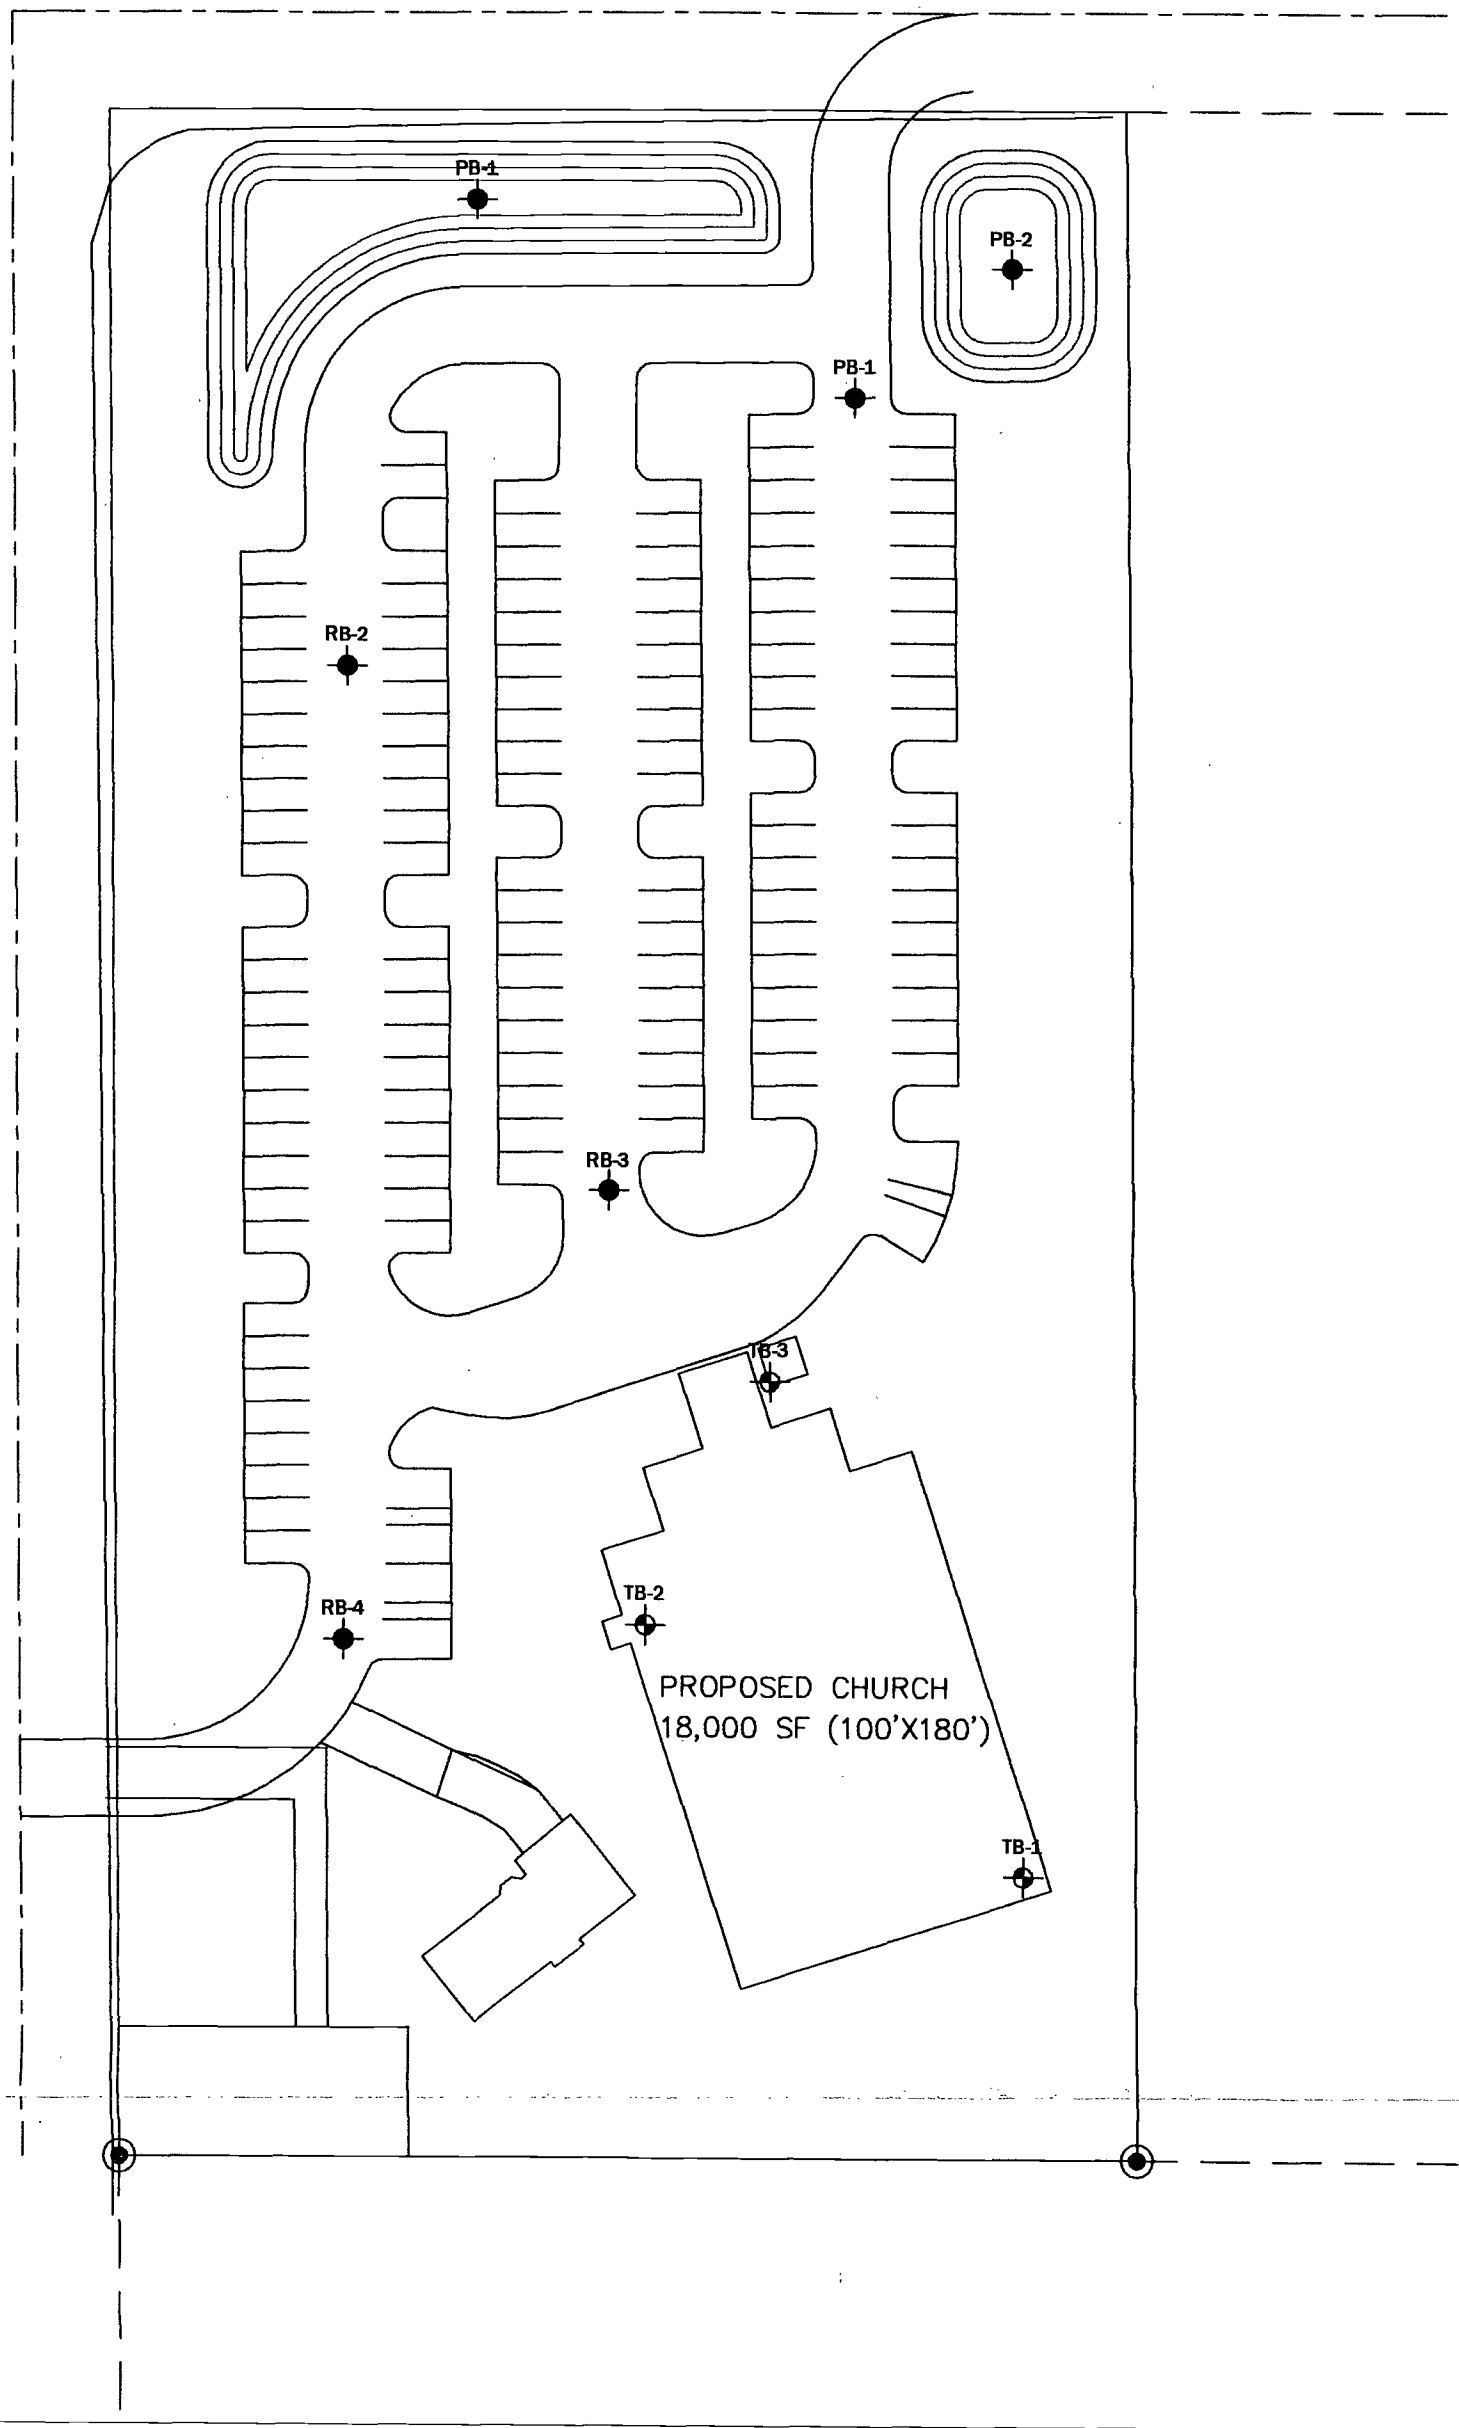 PB-1
PB-2
PB-1
RB-2
RB-3
TB-3
TB-2
RB-4
PROPOSED CHURCH
18,000 SF (100'X180')
TB-1